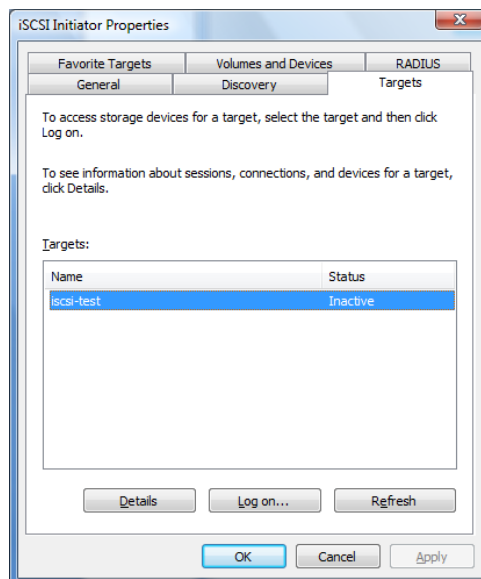 iSCSI Initiator Properties
Favorite Targets Volumes and Devices RADIUS
General Discovery Targets
To access storage devices for a target, select the target and then click
Log on.
To see information about sessions, connections, and devices for a target,
click Details.
Targets:
Name Status
iscsi-test Inactive
Details Log on... Refresh
OK Cancel Apply